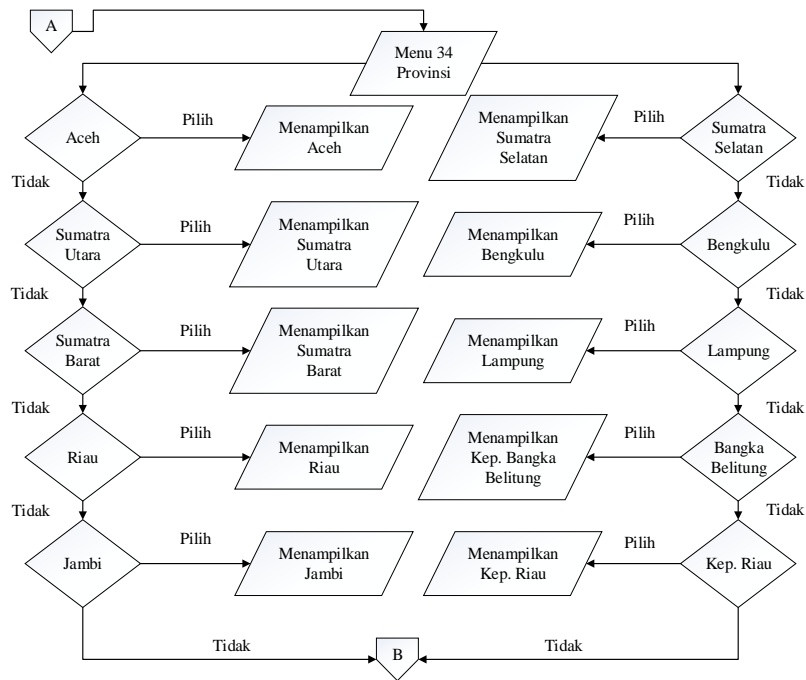 A
Menu 34
Provinsi
Aceh
Pilih
Menampilkan
Aceh
Menampilkan
Sumatra
Selatan
Pilih
Sumatra
Selatan
Tidak
Tidak
Sumatra
Utara
Pilih
Menampilkan
Sumatra
Utara
Menampilkan
Bengkulu
Pilih
Bengkulu
Tidak
Tidak
Sumatra
Barat
Pilih
Menampilkan
Sumatra
Barat
Menampilkan
Lampung
Pilih
Lampung
Tidak
Tidak
Riau
Pilih
Menampilkan
Riau
Menampilkan
Kep. Bangka
Belitung
Pilih
Bangka
Belitung
Tidak
Tidak
Jambi
Pilih
Menampilkan
Jambi
Menampilkan
Kep. Riau
Pilih
Kep. Riau
Tidak
B
Tidak